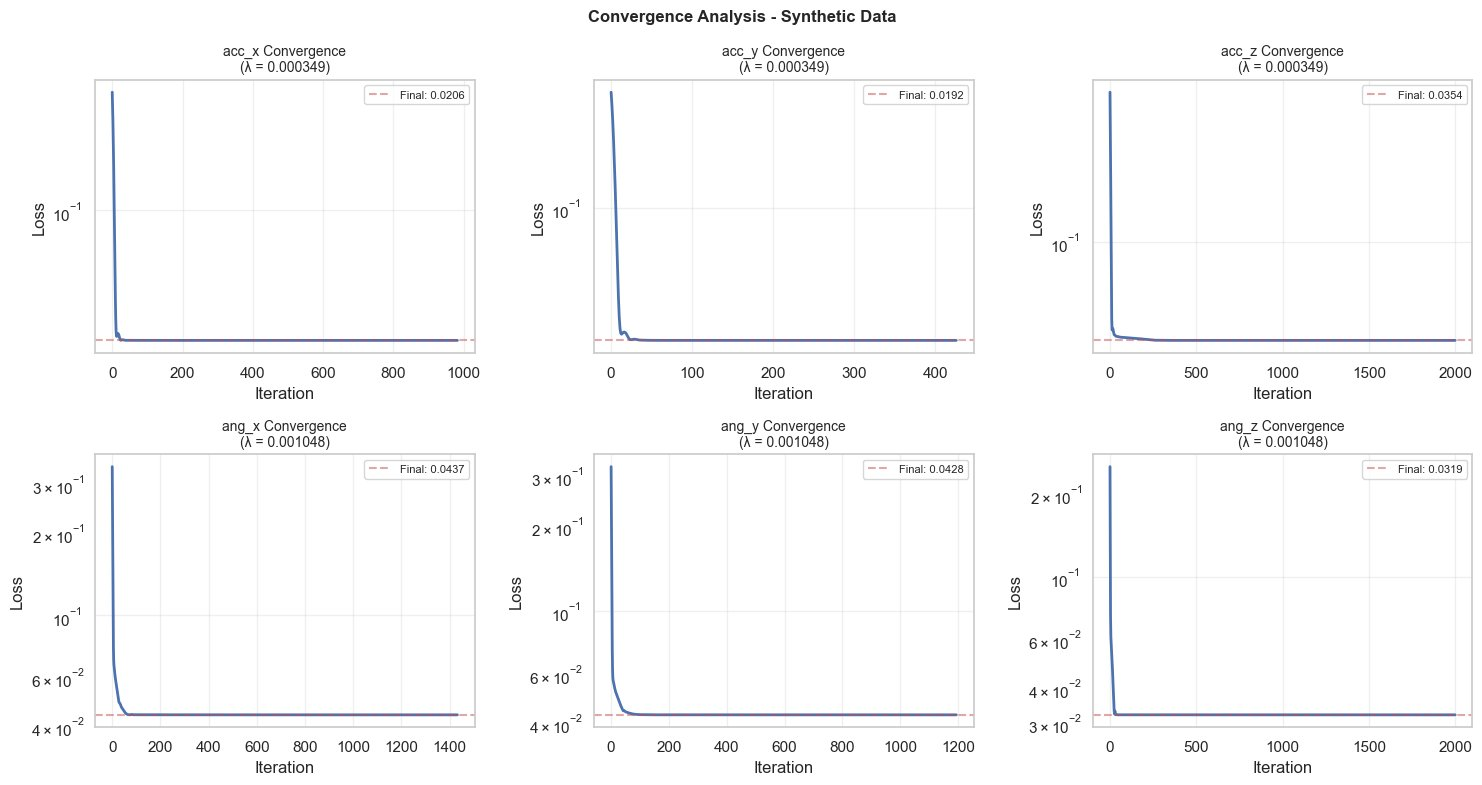 Convergence Analysis - Synthetic Data
acc_x Convergence
(λ = 0.000349)
Final: 0.0206
Loss
10⁻¹
0 200 400 600 800 1000
Iteration
acc_y Convergence
(λ = 0.000349)
Final: 0.0192
Loss
10⁻¹
0 100 200 300 400
Iteration
acc_z Convergence
(λ = 0.000349)
Final: 0.0354
Loss
10⁻¹
0 500 1000 1500 2000
Iteration
ang_x Convergence
(λ = 0.001048)
Final: 0.0437
Loss
3 × 10⁻¹
2 × 10⁻¹
10⁻¹
6 × 10⁻²
4 × 10⁻²
0 200 400 600 800 1000 1200 1400
Iteration
ang_y Convergence
(λ = 0.001048)
Final: 0.0428
Loss
3 × 10⁻¹
2 × 10⁻¹
10⁻¹
6 × 10⁻²
4 × 10⁻²
0 200 400 600 800 1000 1200
Iteration
ang_z Convergence
(λ = 0.001048)
Final: 0.0319
Loss
2 × 10⁻¹
10⁻¹
6 × 10⁻²
4 × 10⁻²
3 × 10⁻²
0 500 1000 1500 2000
Iteration